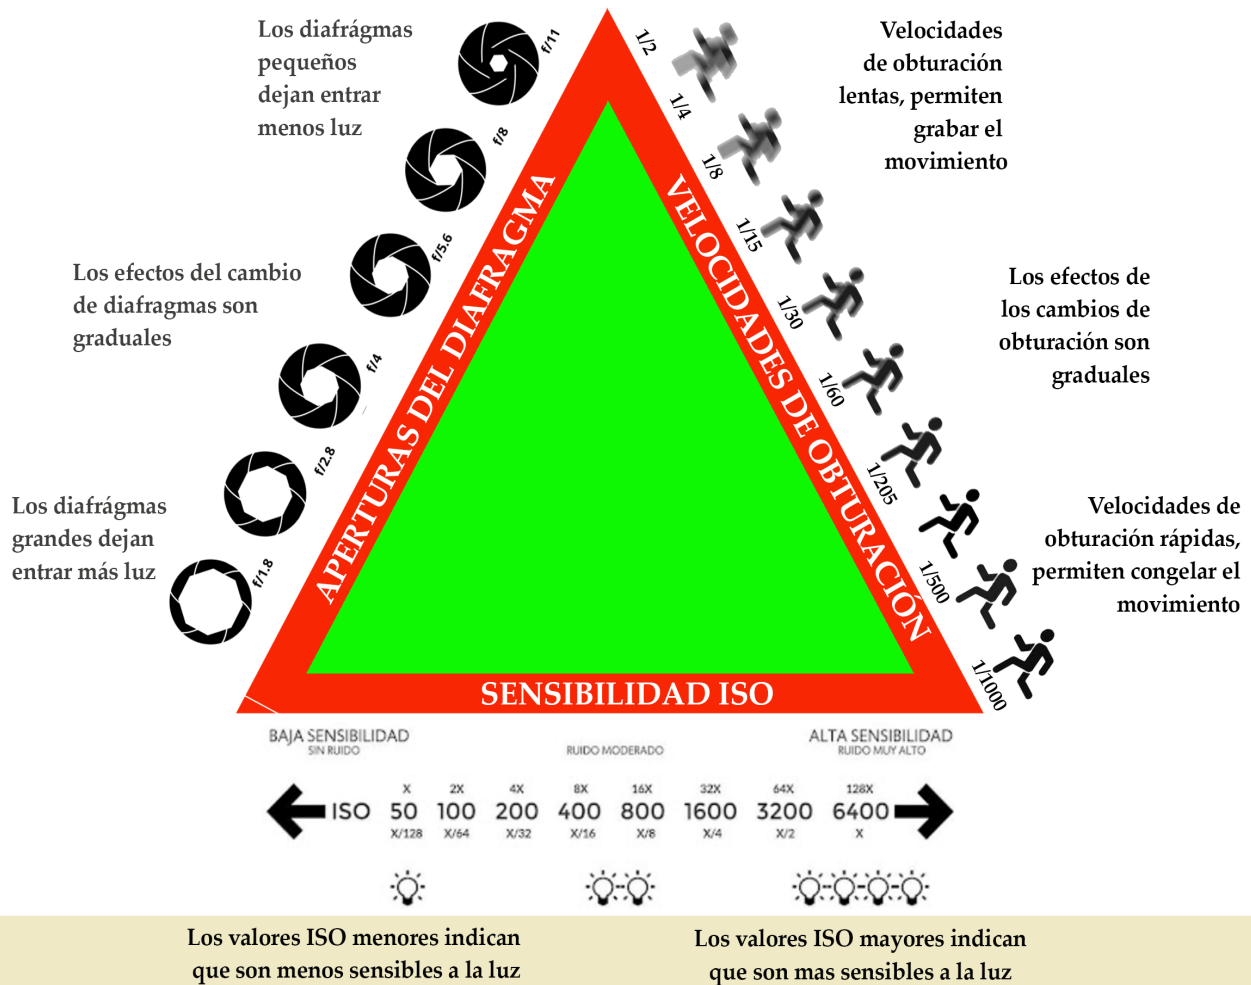 Los diafrágmas
pequeños
dejan entrar
menos luz
Los efectos del cambio
de diafragmas son
graduales
Los diafrágmas
grandes dejan
entrar más luz
f/11
f/8
f/5.6
f/4
f/2.8
f/1.8
APERTURAS DEL DIAFRAGMA
VELOCIDADES DE OBTURACIÓN
1/2
1/4
1/8
1/15
1/30
1/60
1/205
1/500
1/1000
Velocidades
de obturación
lentas, permiten
grabar el
movimiento
Los efectos de
los cambios de
obturación son
graduales
Velocidades de
obturación rápidas,
permiten congelar el
movimiento
SENSIBILIDAD ISO
BAJA SENSIBILIDAD
SIN RUIDO
RUIDO MODERADO
ALTA SENSIBILIDAD
RUIDO MUY ALTO
X 2X 4X 8X 16X 32X 64X 128X
ISO 50 100 200 400 800 1600 3200 6400
X/128 X/64 X/32 X/16 X/8 X/4 X/2 X
Los valores ISO menores indican
que son menos sensibles a la luz
Los valores ISO mayores indican
que son mas sensibles a la luz